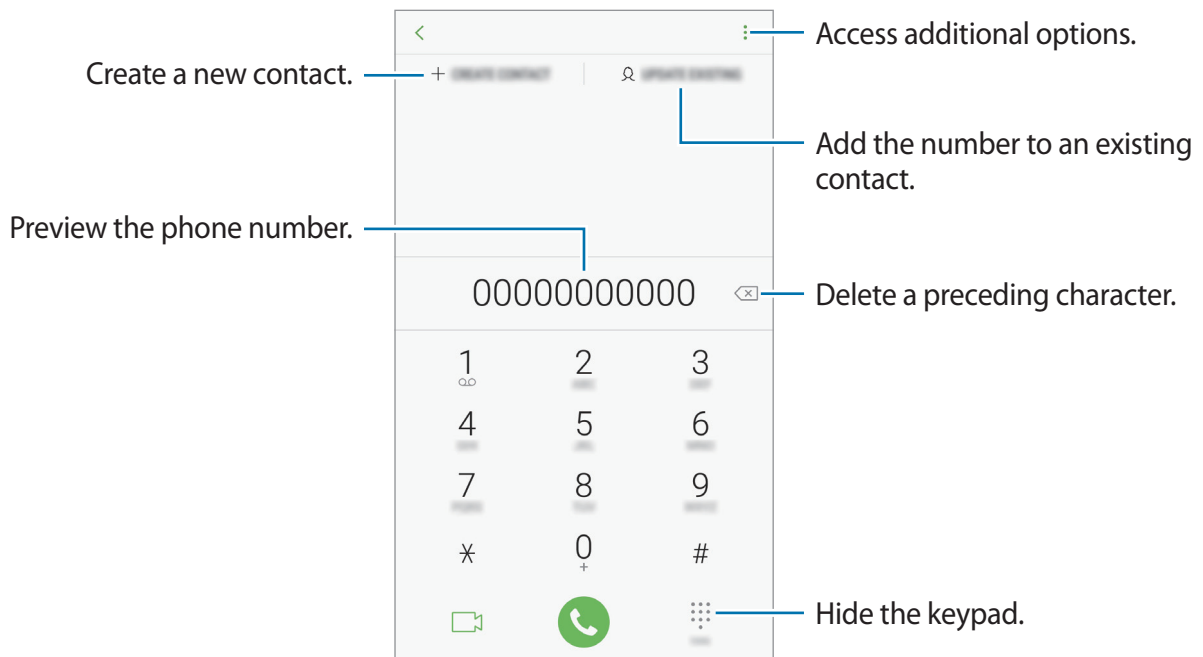 Access additional options.
Create a new contact.
Add the number to an existing
contact.
Preview the phone number.
00000000000
Delete a preceding character.
1 2 3
4 5 6
7 8 9
* 0 #
+
Hide the keypad.